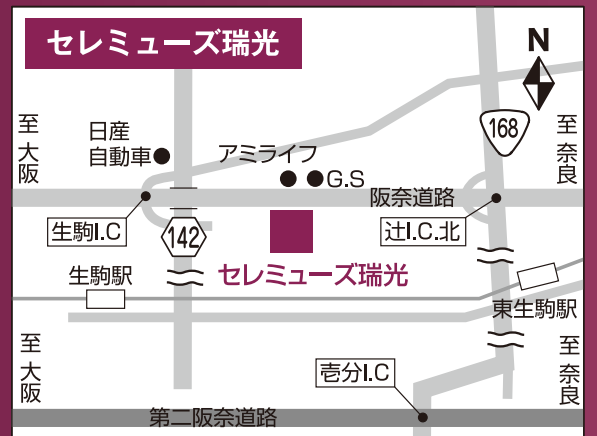 セレミューズ瑞光
N
至大阪
日産
自動車
アミライフ
G.S
168
至奈良
阪奈道路
生駒I.C
142
辻I.C.北
生駒駅
セレミューズ瑞光
東生駒駅
至大阪
壱分I.C
至奈良
第二阪奈道路